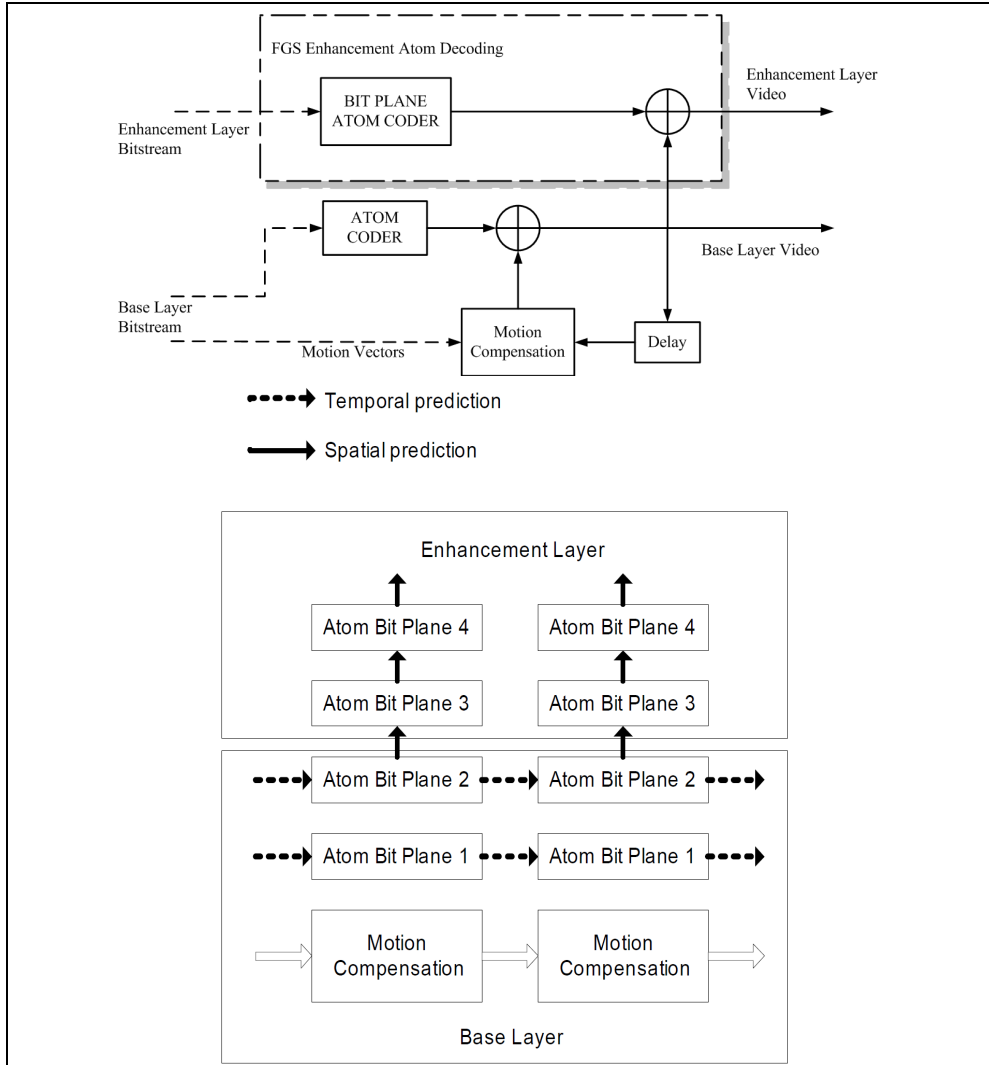 FGS Enhancement Atom Decoding
BIT PLANE
ATOM CODER
Enhancement Layer
Video
Enhancement Layer
Bitstream
ATOM
CODER
Base Layer Video
Base Layer
Bitstream
Motion Vectors
Motion
Compensation
Delay
Temporal prediction
Spatial prediction
Enhancement Layer
Atom Bit Plane 4
Atom Bit Plane 4
Atom Bit Plane 3
Atom Bit Plane 3
Atom Bit Plane 2
Atom Bit Plane 2
Atom Bit Plane 1
Atom Bit Plane 1
Motion
Compensation
Motion
Compensation
Base Layer